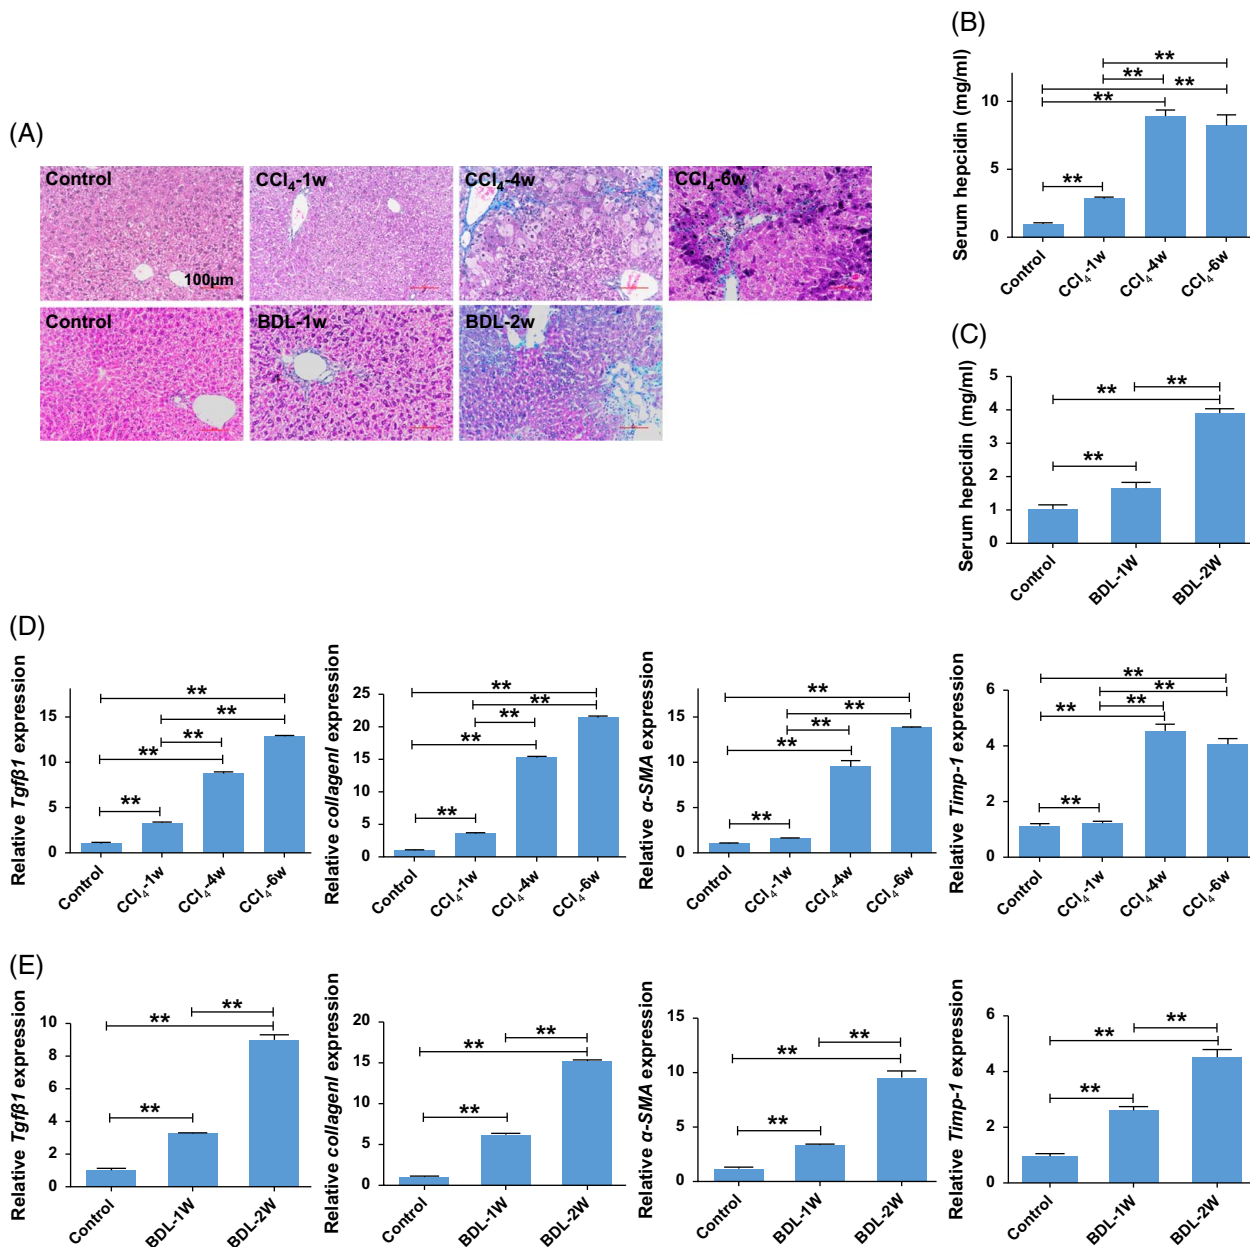 (A)
Control
CCl₄-1w
CCl₄-4w
CCl₄-6w
100µm
Control
BDL-1w
BDL-2w
(B)
Serum hepcidin (mg/ml)
10
5
0
**
**
**
**
**
Control
CCl₄-1w
CCl₄-4w
CCl₄-6w
(C)
Serum hepcidin (mg/ml)
5
4
3
2
1
0
**
**
**
Control
BDL-1W
BDL-2W
(D)
Relative Tgfβ1 expression
15
10
5
0
**
**
**
**
**
Control
CCl₄-1w
CCl₄-4w
CCl₄-6w
Relative collagenI expression
25
20
15
10
5
0
**
**
**
**
**
Control
CCl₄-1w
CCl₄-4w
CCl₄-6w
Relative α-SMA expression
15
10
5
0
**
**
**
**
**
Control
CCl₄-1w
CCl₄-4w
CCl₄-6w
Relative Timp-1 expression
6
4
2
0
**
**
**
**
**
Control
CCl₄-1w
CCl₄-4w
CCl₄-6w
(E)
Relative Tgfβ1 expression
10
8
6
4
2
0
**
**
**
Control
BDL-1W
BDL-2W
Relative collagenI expression
20
15
10
5
0
**
**
**
Control
BDL-1W
BDL-2W
Relative α-SMA expression
15
10
5
0
**
**
**
Control
BDL-1W
BDL-2W
Relative Timp-1 expression
6
4
2
0
**
**
**
Control
BDL-1W
BDL-2W